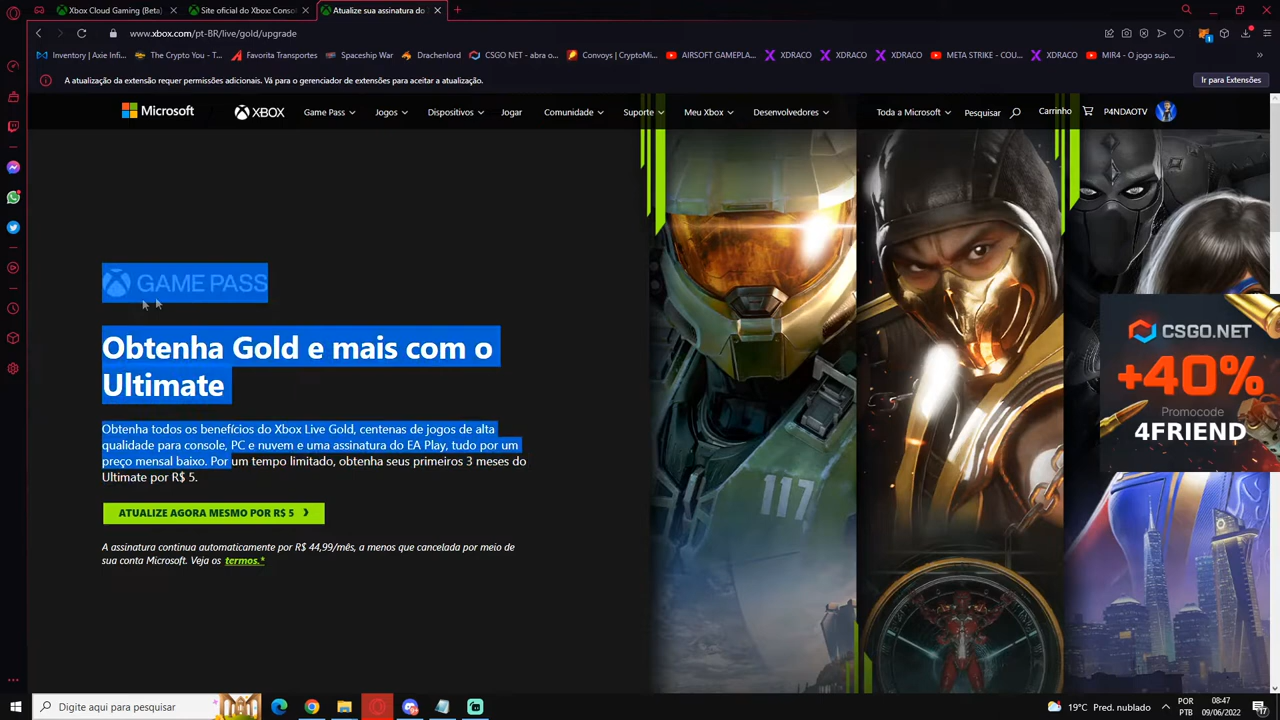 Xbox Cloud Gaming (Beta)
Site oficial do Xbox: Conso
Atualize sua assinatura do
www.xbox.com/pt-BR/live/gold/upgrade
Inventory | Axie Infi...
The Crypto You - T...
Favorita Transportes
Spaceship War
Drachenlord
CSGO NET - abra o...
Convoys | CryptoMi...
AIRSOFT GAMEPLA...
XDRACO
XDRACO
XDRACO
META STRIKE - COU...
XDRACO
MIR4 - O jogo sujo...
A atualização da extensão requer permissões adicionais. Vá para o gerenciador de extensões para aceitar a atualização.
Ir para Extensões
Microsoft
XBOX
Game Pass
Jogos
Dispositivos
Jogar
Comunidade
Suporte
Meu Xbox
Desenvolvedores
Toda a Microsoft
Pesquisar
Carrinho
P4NDAOTV
GAME PASS
Obtenha Gold e mais com o
Ultimate
Obtenha todos os benefícios do Xbox Live Gold, centenas de jogos de alta
qualidade para console, PC e nuvem e uma assinatura do EA Play, tudo por um
preço mensal baixo. Por um tempo limitado, obtenha seus primeiros 3 meses do
Ultimate por R$ 5.
ATUALIZE AGORA MESMO POR R$ 5
A assinatura continua automaticamente por R$ 44,99/mês, a menos que cancelada por meio de
sua conta Microsoft. Veja os termos.*
117
CSGO.NET
+40%
Promocode
4FRIEND
Digite aqui para pesquisar
19°C Pred. nublado
POR
PTB
08:47
09/06/2022
17